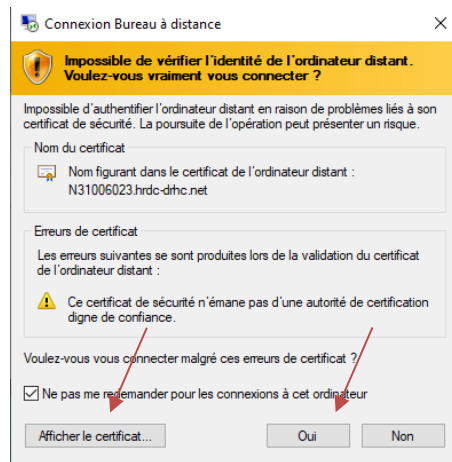 Connexion Bureau à distance
Impossible de vérifier l'identité de l'ordinateur distant.
Voulez-vous vraiment vous connecter ?
Impossible d'authentifier l'ordinateur distant en raison de problèmes liés à son
certificat de sécurité. La poursuite de l'opération peut présenter un risque.
Nom du certificat
Nom figurant dans le certificat de l'ordinateur distant :
N31006023.hrdc-drhc.net
Erreurs de certificat
Les erreurs suivantes se sont produites lors de la validation du certificat
de l'ordinateur distant :
Ce certificat de sécurité n'émane pas d'une autorité de certification
digne de confiance.
Voulez-vous vous connecter malgré ces erreurs de certificat ?
Ne pas me redemander pour les connexions à cet ordinateur
Afficher le certificat... Oui Non